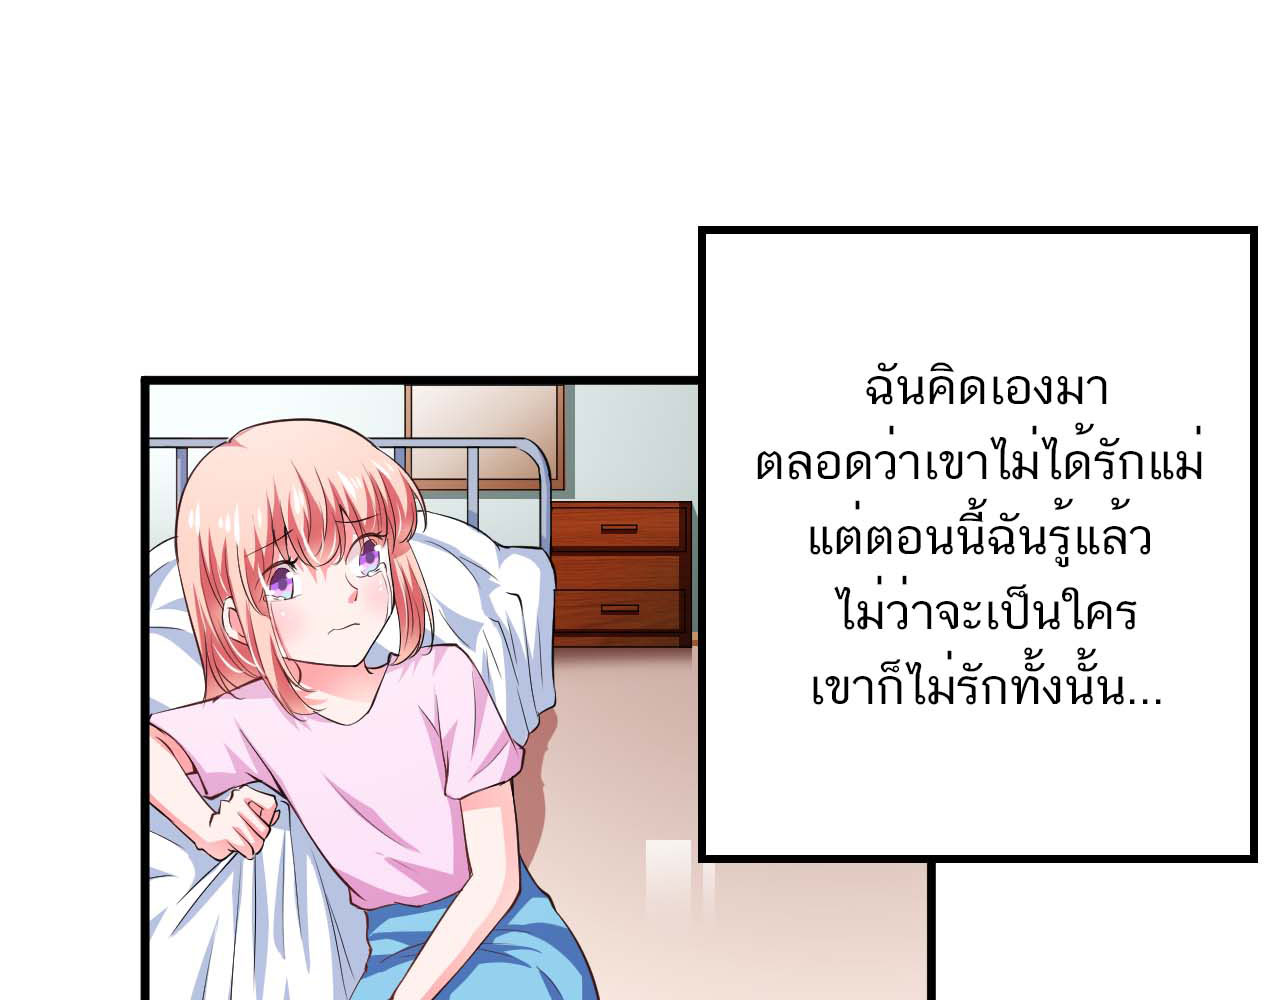 ฉันคิดเองมา
ตลอดว่าเขาไม่ได้รักแม่
แต่ตอนนี้ฉันรู้แล้ว
ไม่ว่าจะเป็นใคร
เขาก็ไม่รักทั้งนั้น...